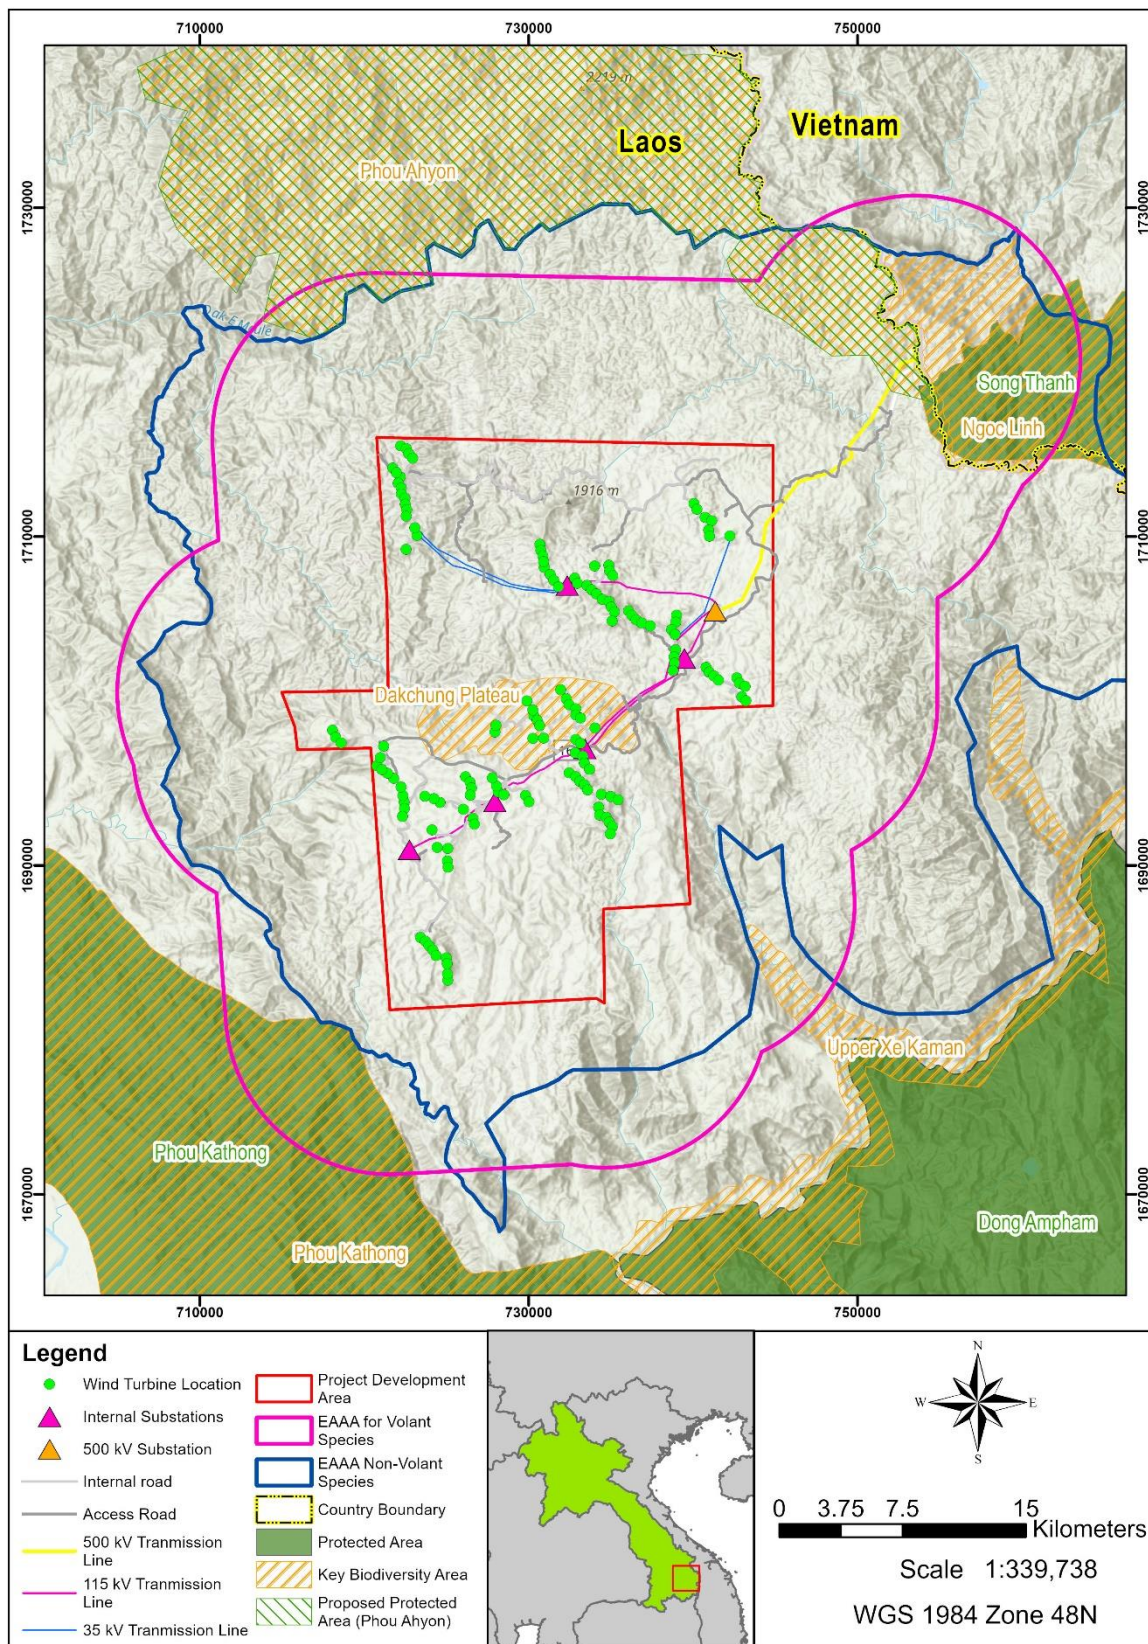 710000
730000
750000
2219 m
Laos
Vietnam
Phou Ahyon
1730000
1730000
Song Thanh
Ngoc Linh
1916 m
1710000
1710000
Dakchung Plateau
1690000
1690000
Upper Xe Kaman
Phou Kathong
1670000
1670000
Dong Ampham
Phou Kathong
710000
730000
750000
Legend
Wind Turbine Location
Internal Substations
500 kV Substation
Internal road
Access Road
500 kV Tranmission
Line
115 kV Tranmission
Line
35 kV Tranmission Line
Project Development
Area
EAAA for Volant
Species
EAAA Non-Volant
Species
Country Boundary
Protected Area
Key Biodiversity Area
Proposed Protected
Area (Phou Ahyon)
N
W
E
S
0 3.75 7.5 15
Kilometers
Scale 1:339,738
WGS 1984 Zone 48N